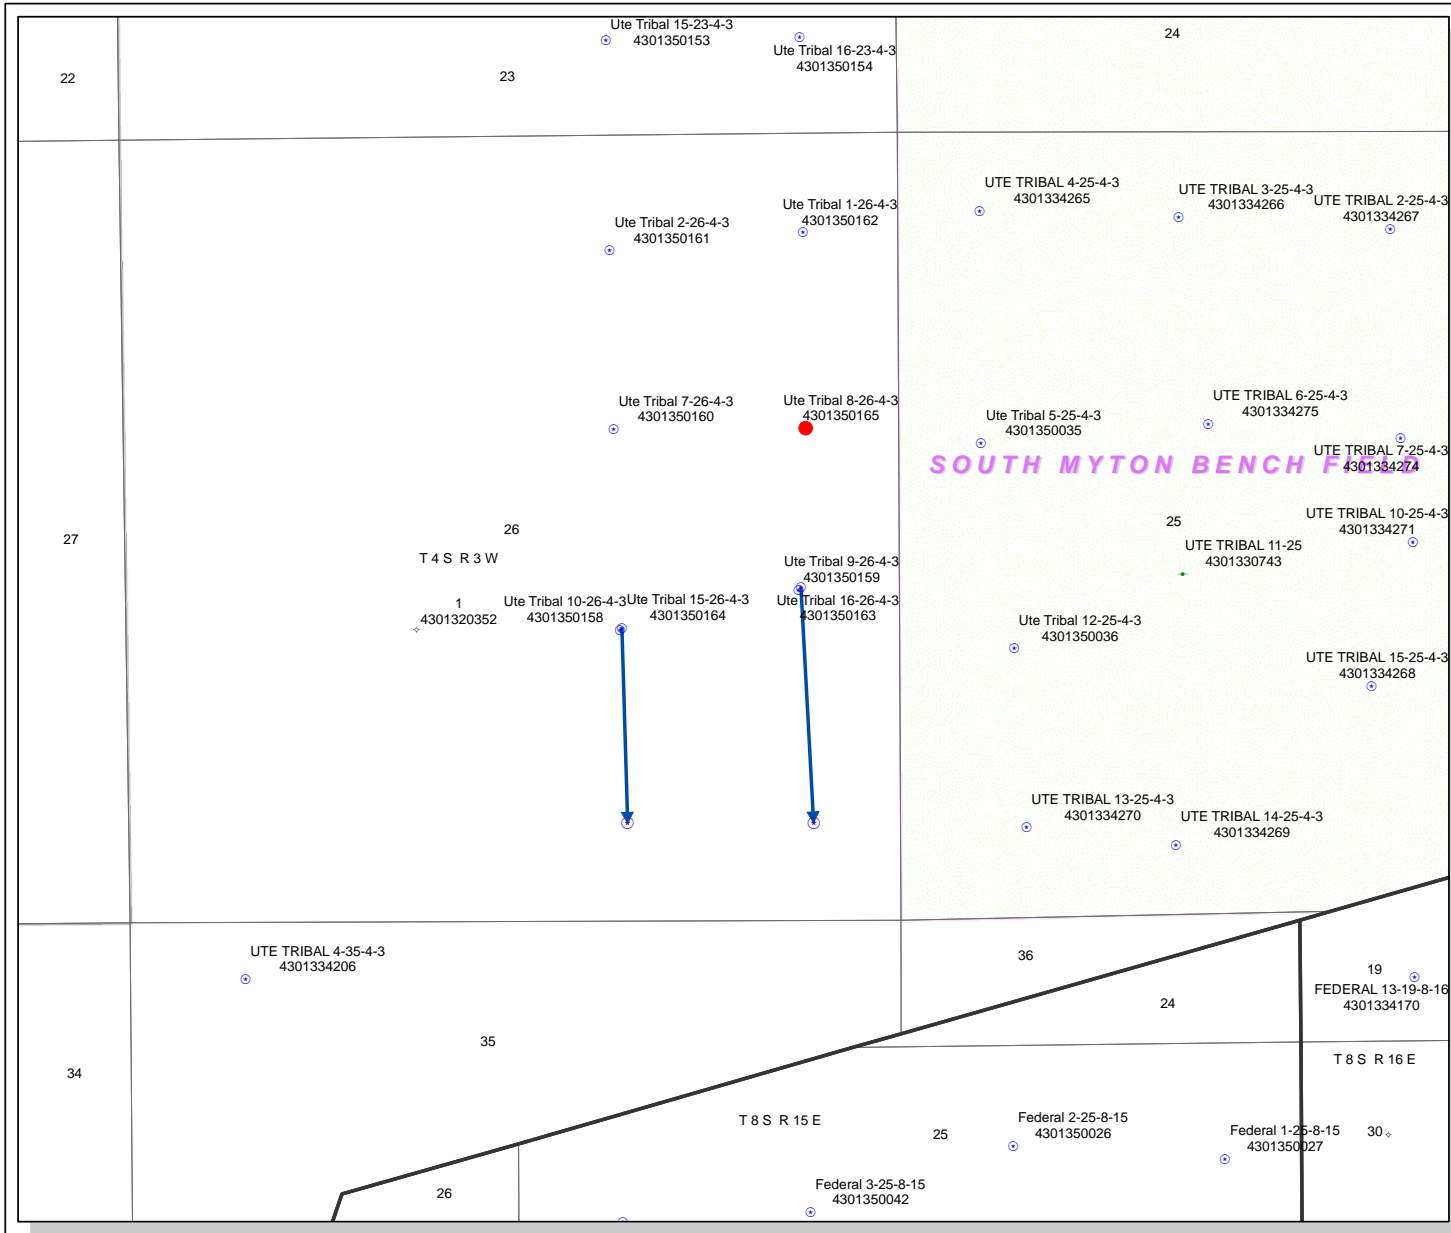 Ute Tribal 15-23-4-3
4301350153
Ute Tribal 16-23-4-3
4301350154
24
22
23
UTE TRIBAL 4-25-4-3
4301334265
UTE TRIBAL 3-25-4-3
4301334266
UTE TRIBAL 2-25-4-3
4301334267
Ute Tribal 1-26-4-3
4301350162
Ute Tribal 2-26-4-3
4301350161
Ute Tribal 7-26-4-3
4301350160
Ute Tribal 8-26-4-3
4301350165
Ute Tribal 5-25-4-3
4301350035
UTE TRIBAL 6-25-4-3
4301334275
UTE TRIBAL 7-25-4-3
4301334274
SOUTH MYTON BENCH FIELD
27
26
T 4 S R 3 W
25
UTE TRIBAL 10-25-4-3
4301334271
UTE TRIBAL 11-25
4301330743
Ute Tribal 9-26-4-3
4301350159
1
4301320352
Ute Tribal 10-26-4-3
4301350158
Ute Tribal 15-26-4-3
4301350164
Ute Tribal 16-26-4-3
4301350163
Ute Tribal 12-25-4-3
4301350036
UTE TRIBAL 15-25-4-3
4301334268
UTE TRIBAL 13-25-4-3
4301334270
UTE TRIBAL 14-25-4-3
4301334269
UTE TRIBAL 4-35-4-3
4301334206
36
19
FEDERAL 13-19-8-16
4301334170
24
35
34
T 8 S R 16 E
T 8 S R 15 E
25
Federal 2-25-8-15
4301350026
Federal 1-25-8-15
4301350027
30
26
Federal 3-25-8-15
4301350042